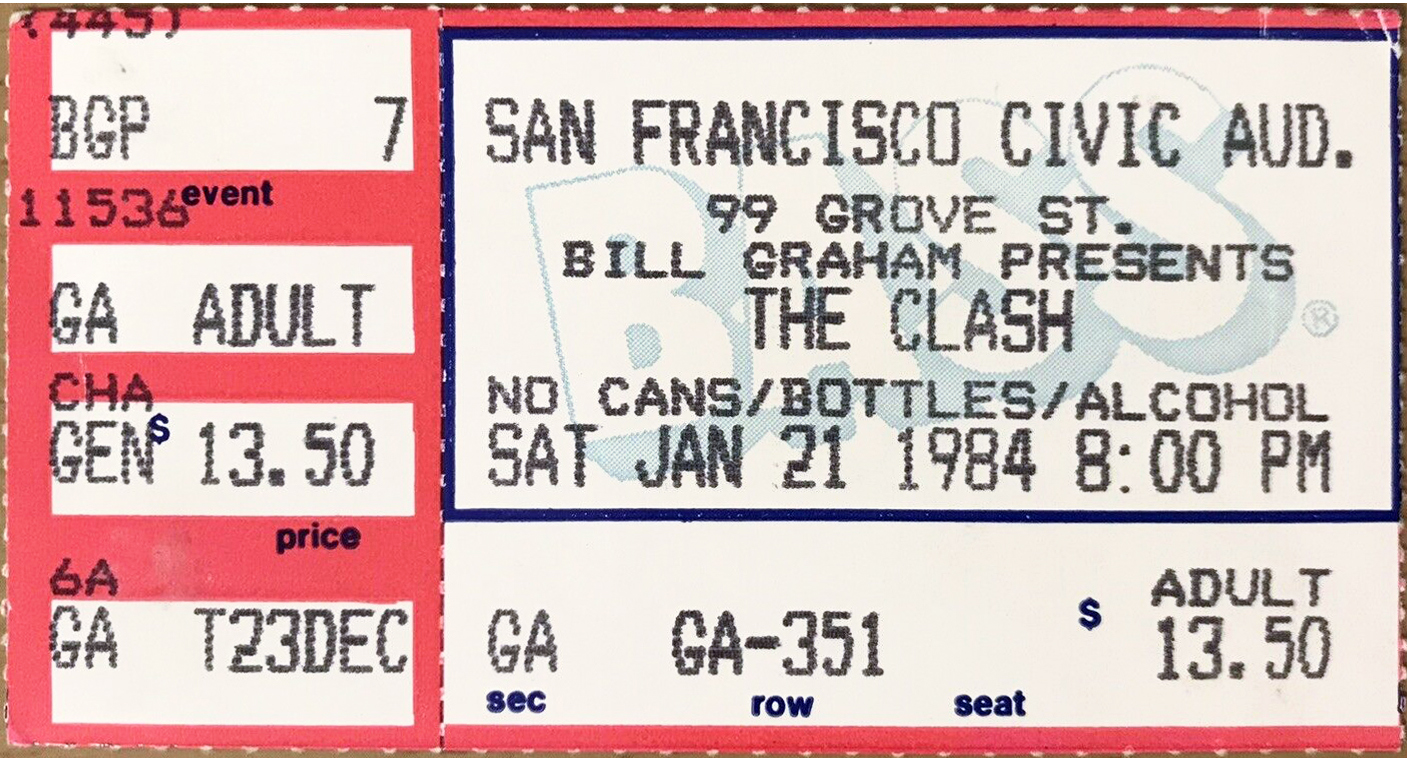 (445)
BGP 7
event
11536
GA ADULT
CHA
GEN $ 13.50
price
6A
GA T23DEC
BASS ®
SAN FRANCISCO CIVIC AUD.
99 GROVE ST.
BILL GRAHAM PRESENTS
THE CLASH
NO CANS/BOTTLES/ALCOHOL
SAT JAN 21 1984 8:00 PM
ADULT
GA GA-351 $ 13.50
sec row seat